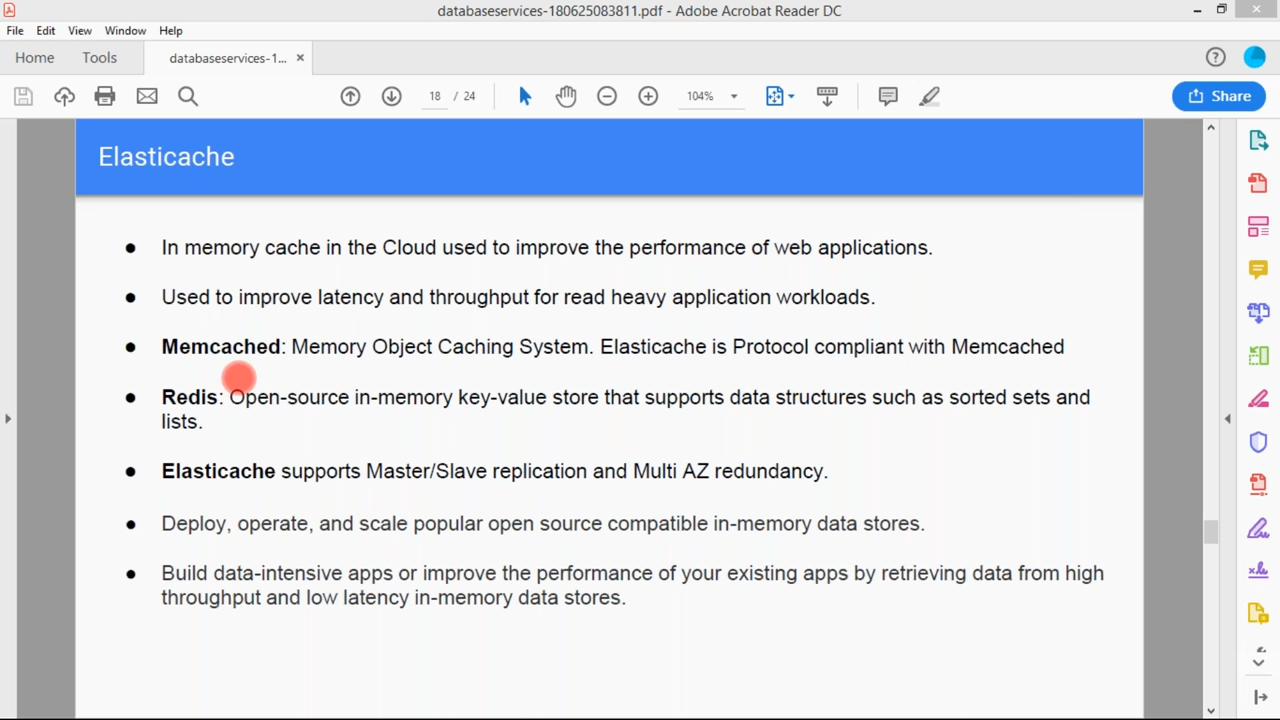 databaseservices-180625083811.pdf - Adobe Acrobat Reader DC
File Edit View Window Help
Home Tools databaseservices-1... ×
18 / 24 104% Share
Elasticache
● In memory cache in the Cloud used to improve the performance of web applications.
● Used to improve latency and throughput for read heavy application workloads.
● Memcached: Memory Object Caching System. Elasticache is Protocol compliant with Memcached
● Redis: Open-source in-memory key-value store that supports data structures such as sorted sets and
lists.
● Elasticache supports Master/Slave replication and Multi AZ redundancy.
● Deploy, operate, and scale popular open source compatible in-memory data stores.
● Build data-intensive apps or improve the performance of your existing apps by retrieving data from high
throughput and low latency in-memory data stores.